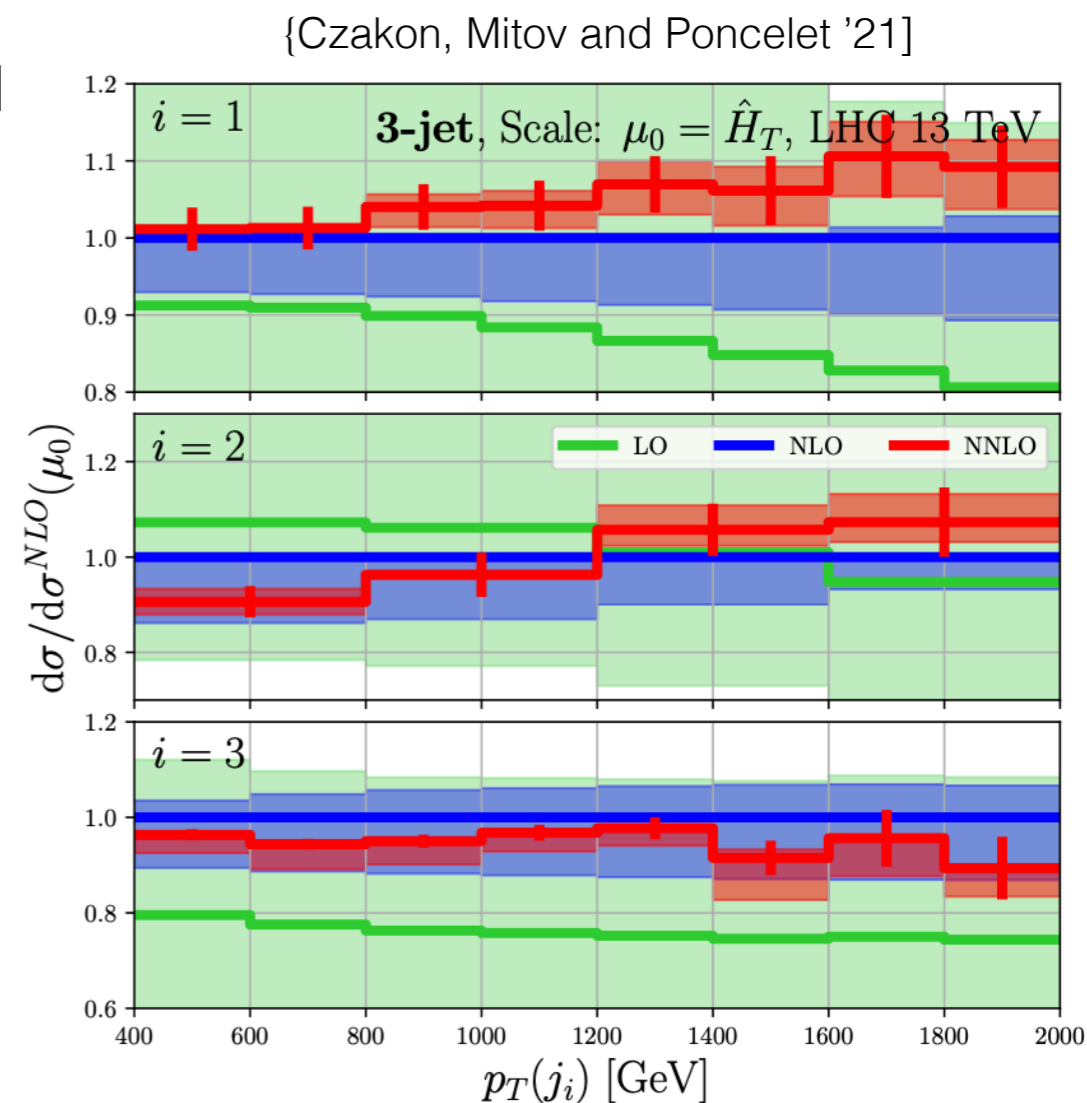 {Czakon, Mitov and Poncelet ’21]
]
1.2
i = 1
3-jet, Scale: μ₀ = Ĥ_T, LHC 13 TeV
1.1
1.0
0.9
0.8
i = 2
LO NLO NNLO
1.2
1.0
0.8
dσ/dσ^{NLO}(μ₀)
1.2
i = 3
1.0
0.8
0.6
400 600 800 1000 1200 1400 1600 1800 2000
p_T(j_i) [GeV]